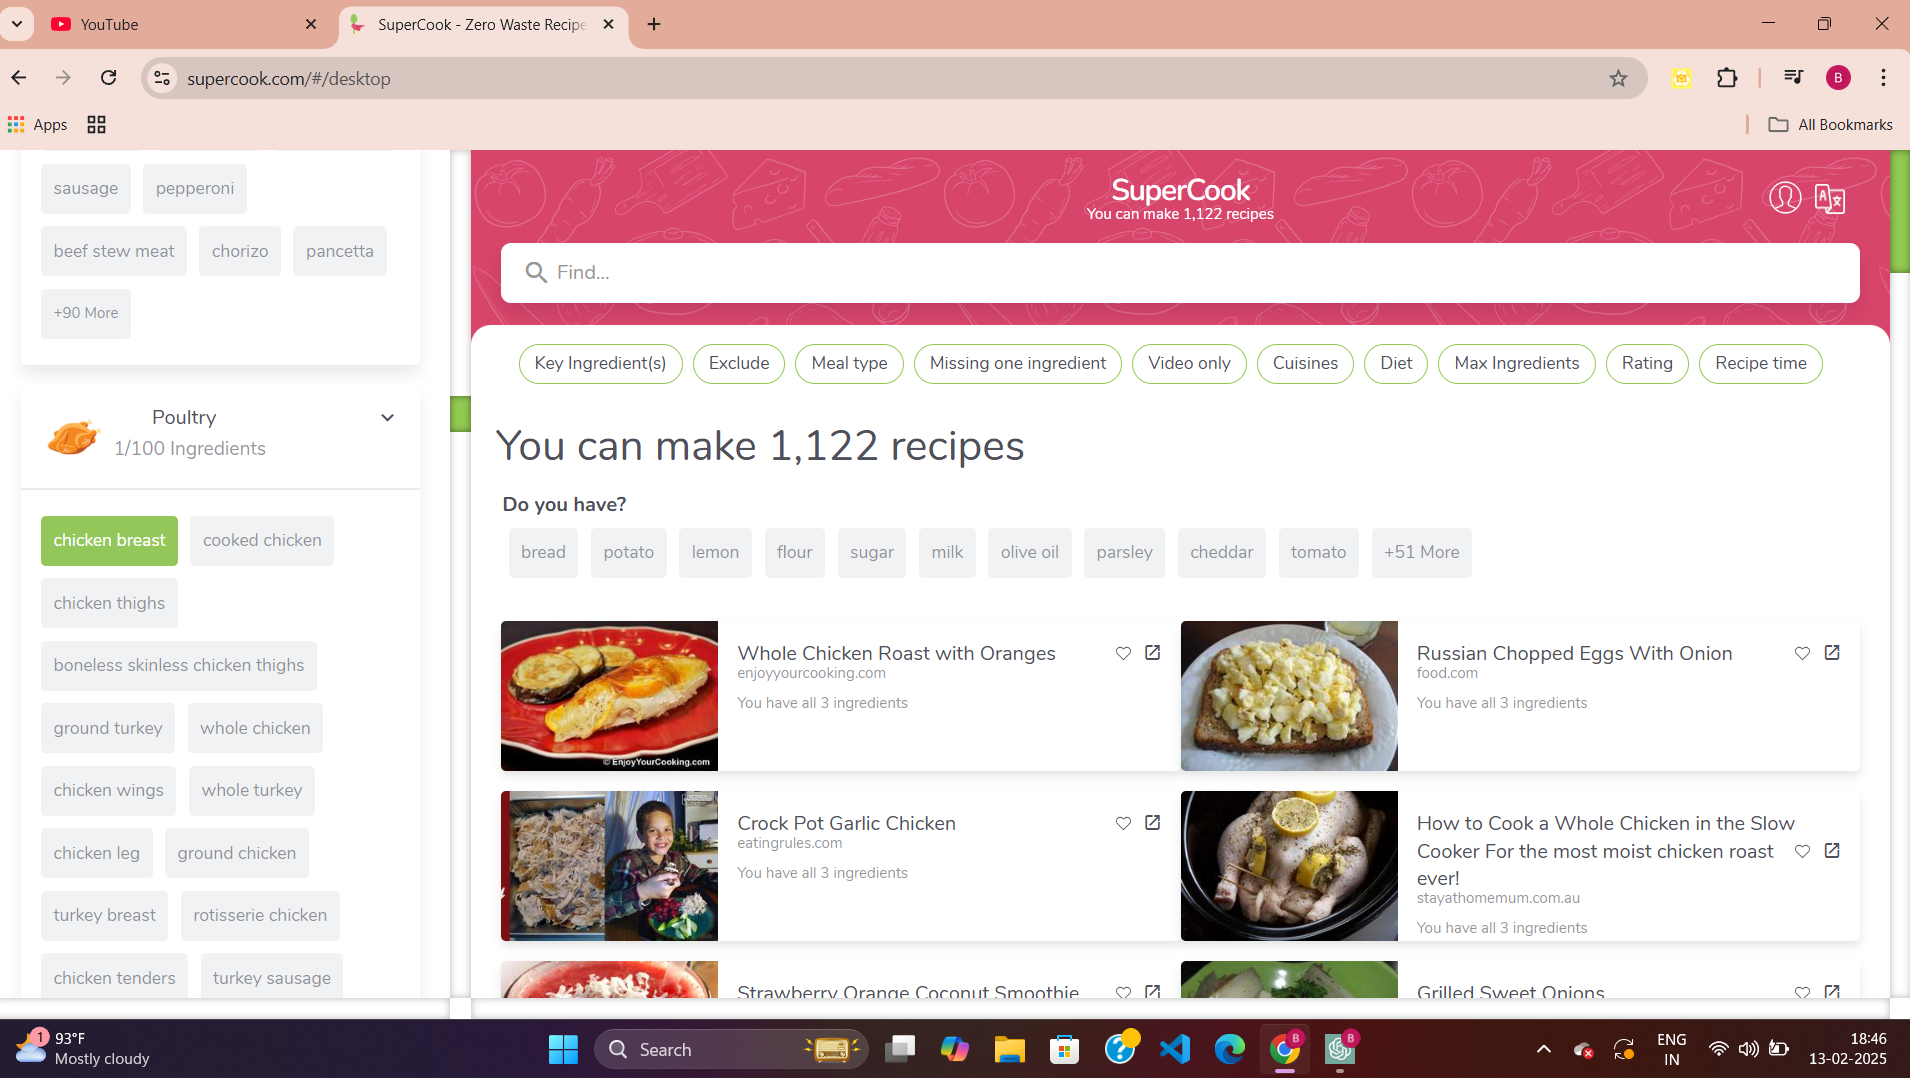 YouTube
SuperCook - Zero Waste Recipe
supercook.com/#/desktop
B
Apps
All Bookmarks
sausage
pepperoni
beef stew meat
chorizo
pancetta
+90 More
Poultry
1/100 Ingredients
chicken breast
cooked chicken
chicken thighs
boneless skinless chicken thighs
ground turkey
whole chicken
chicken wings
whole turkey
chicken leg
ground chicken
turkey breast
rotisserie chicken
chicken tenders
turkey sausage
SuperCook
You can make 1,122 recipes
Find...
Key Ingredient(s)
Exclude
Meal type
Missing one ingredient
Video only
Cuisines
Diet
Max Ingredients
Rating
Recipe time
You can make 1,122 recipes
Do you have?
bread
potato
lemon
flour
sugar
milk
olive oil
parsley
cheddar
tomato
+51 More
© EnjoyYourCooking.com
Whole Chicken Roast with Oranges
enjoyyourcooking.com
You have all 3 ingredients
Russian Chopped Eggs With Onion
food.com
You have all 3 ingredients
Crock Pot Garlic Chicken
eatingrules.com
You have all 3 ingredients
How to Cook a Whole Chicken in the Slow
Cooker For the most moist chicken roast
ever!
stayathomemum.com.au
You have all 3 ingredients
Strawberry Orange Coconut Smoothie
Grilled Sweet Onions
1
93°F
Mostly cloudy
Search
B
B
ENG
IN
18:46
13-02-2025